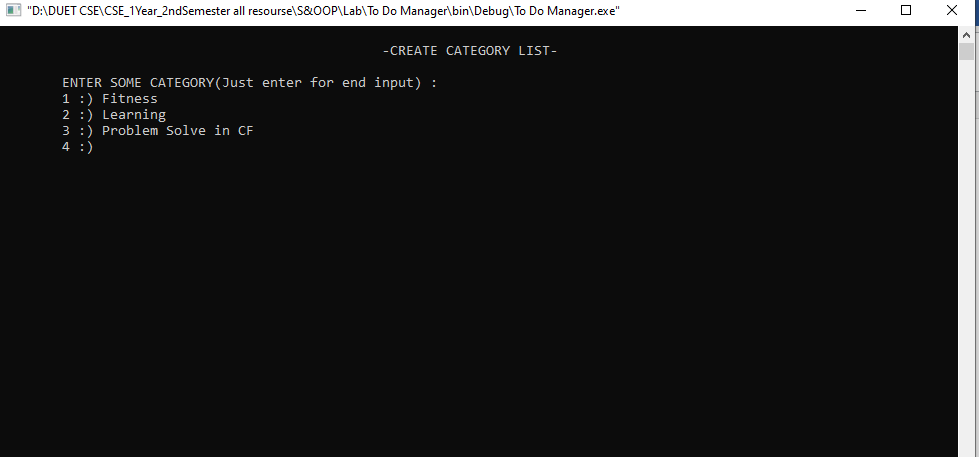 "D:\DUET CSE\CSE_1Year_2ndSemester all resourse\S&OOP\Lab\To Do Manager\bin\Debug\To Do Manager.exe"
-CREATE CATEGORY LIST-
ENTER SOME CATEGORY(Just enter for end input) :
1 :) Fitness
2 :) Learning
3 :) Problem Solve in CF
4 :)